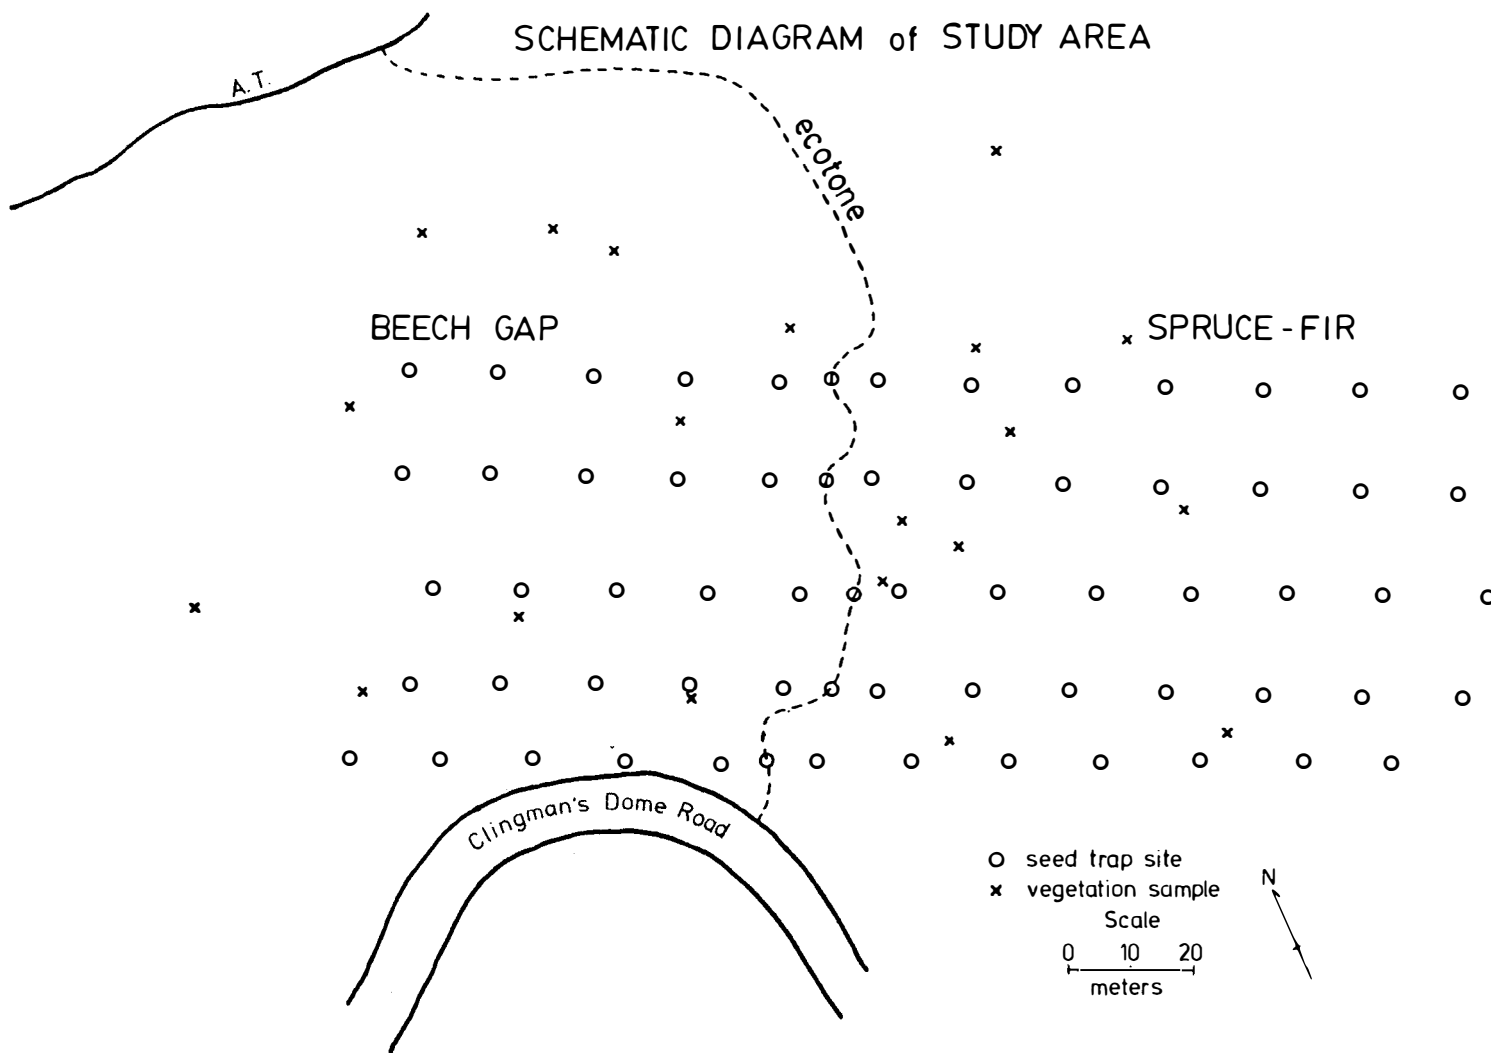 SCHEMATIC DIAGRAM of STUDY AREA
A.T.
ecotone
BEECH GAP
SPRUCE-FIR
Clingman's Dome Road
seed trap site
vegetation sample
Scale
0 10 20
meters
N